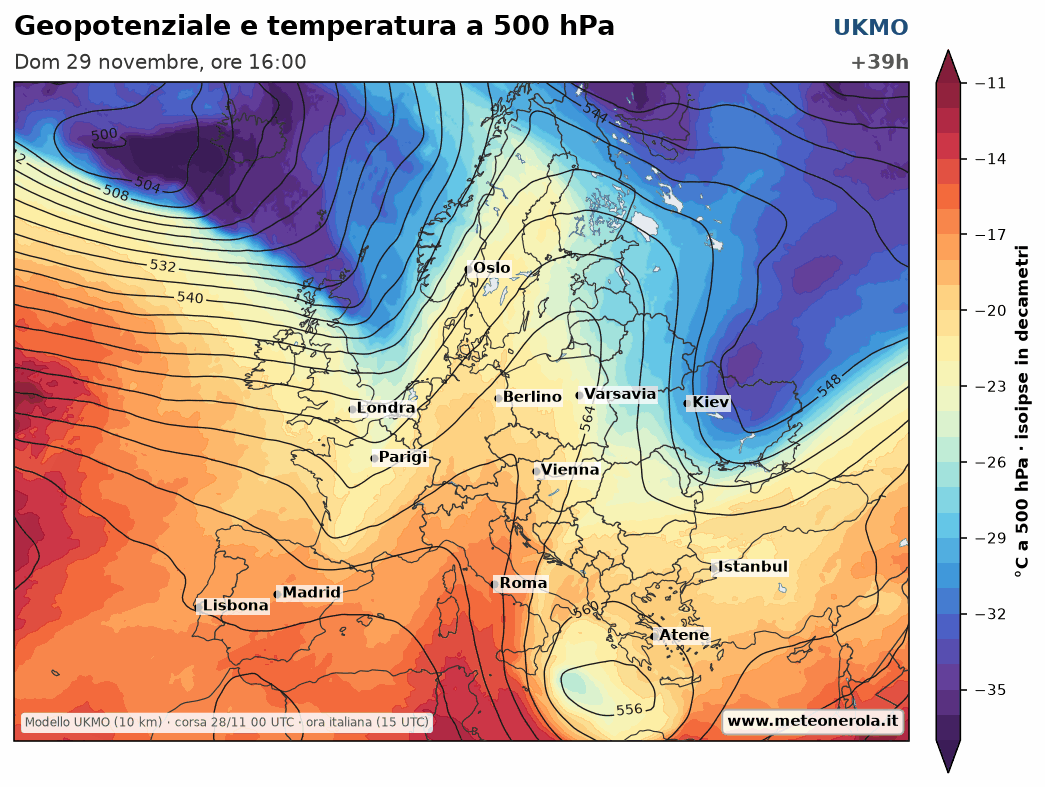 Geopotenziale e temperatura a 500 hPa
UKMO
Dom 29 novembre, ore 16:00
+39h
500
504
508
2
532
540
544
548
564
560
556
Oslo
Londra
Berlino
Varsavia
Kiev
Parigi
Vienna
Istanbul
Roma
Madrid
Lisbona
Atene
−11
−14
−17
−20
−23
−26
−29
−32
−35
°C a 500 hPa · isoipse in decametri
Modello UKMO (10 km) · corsa 28/11 00 UTC · ora italiana (15 UTC)
www.meteonerola.it